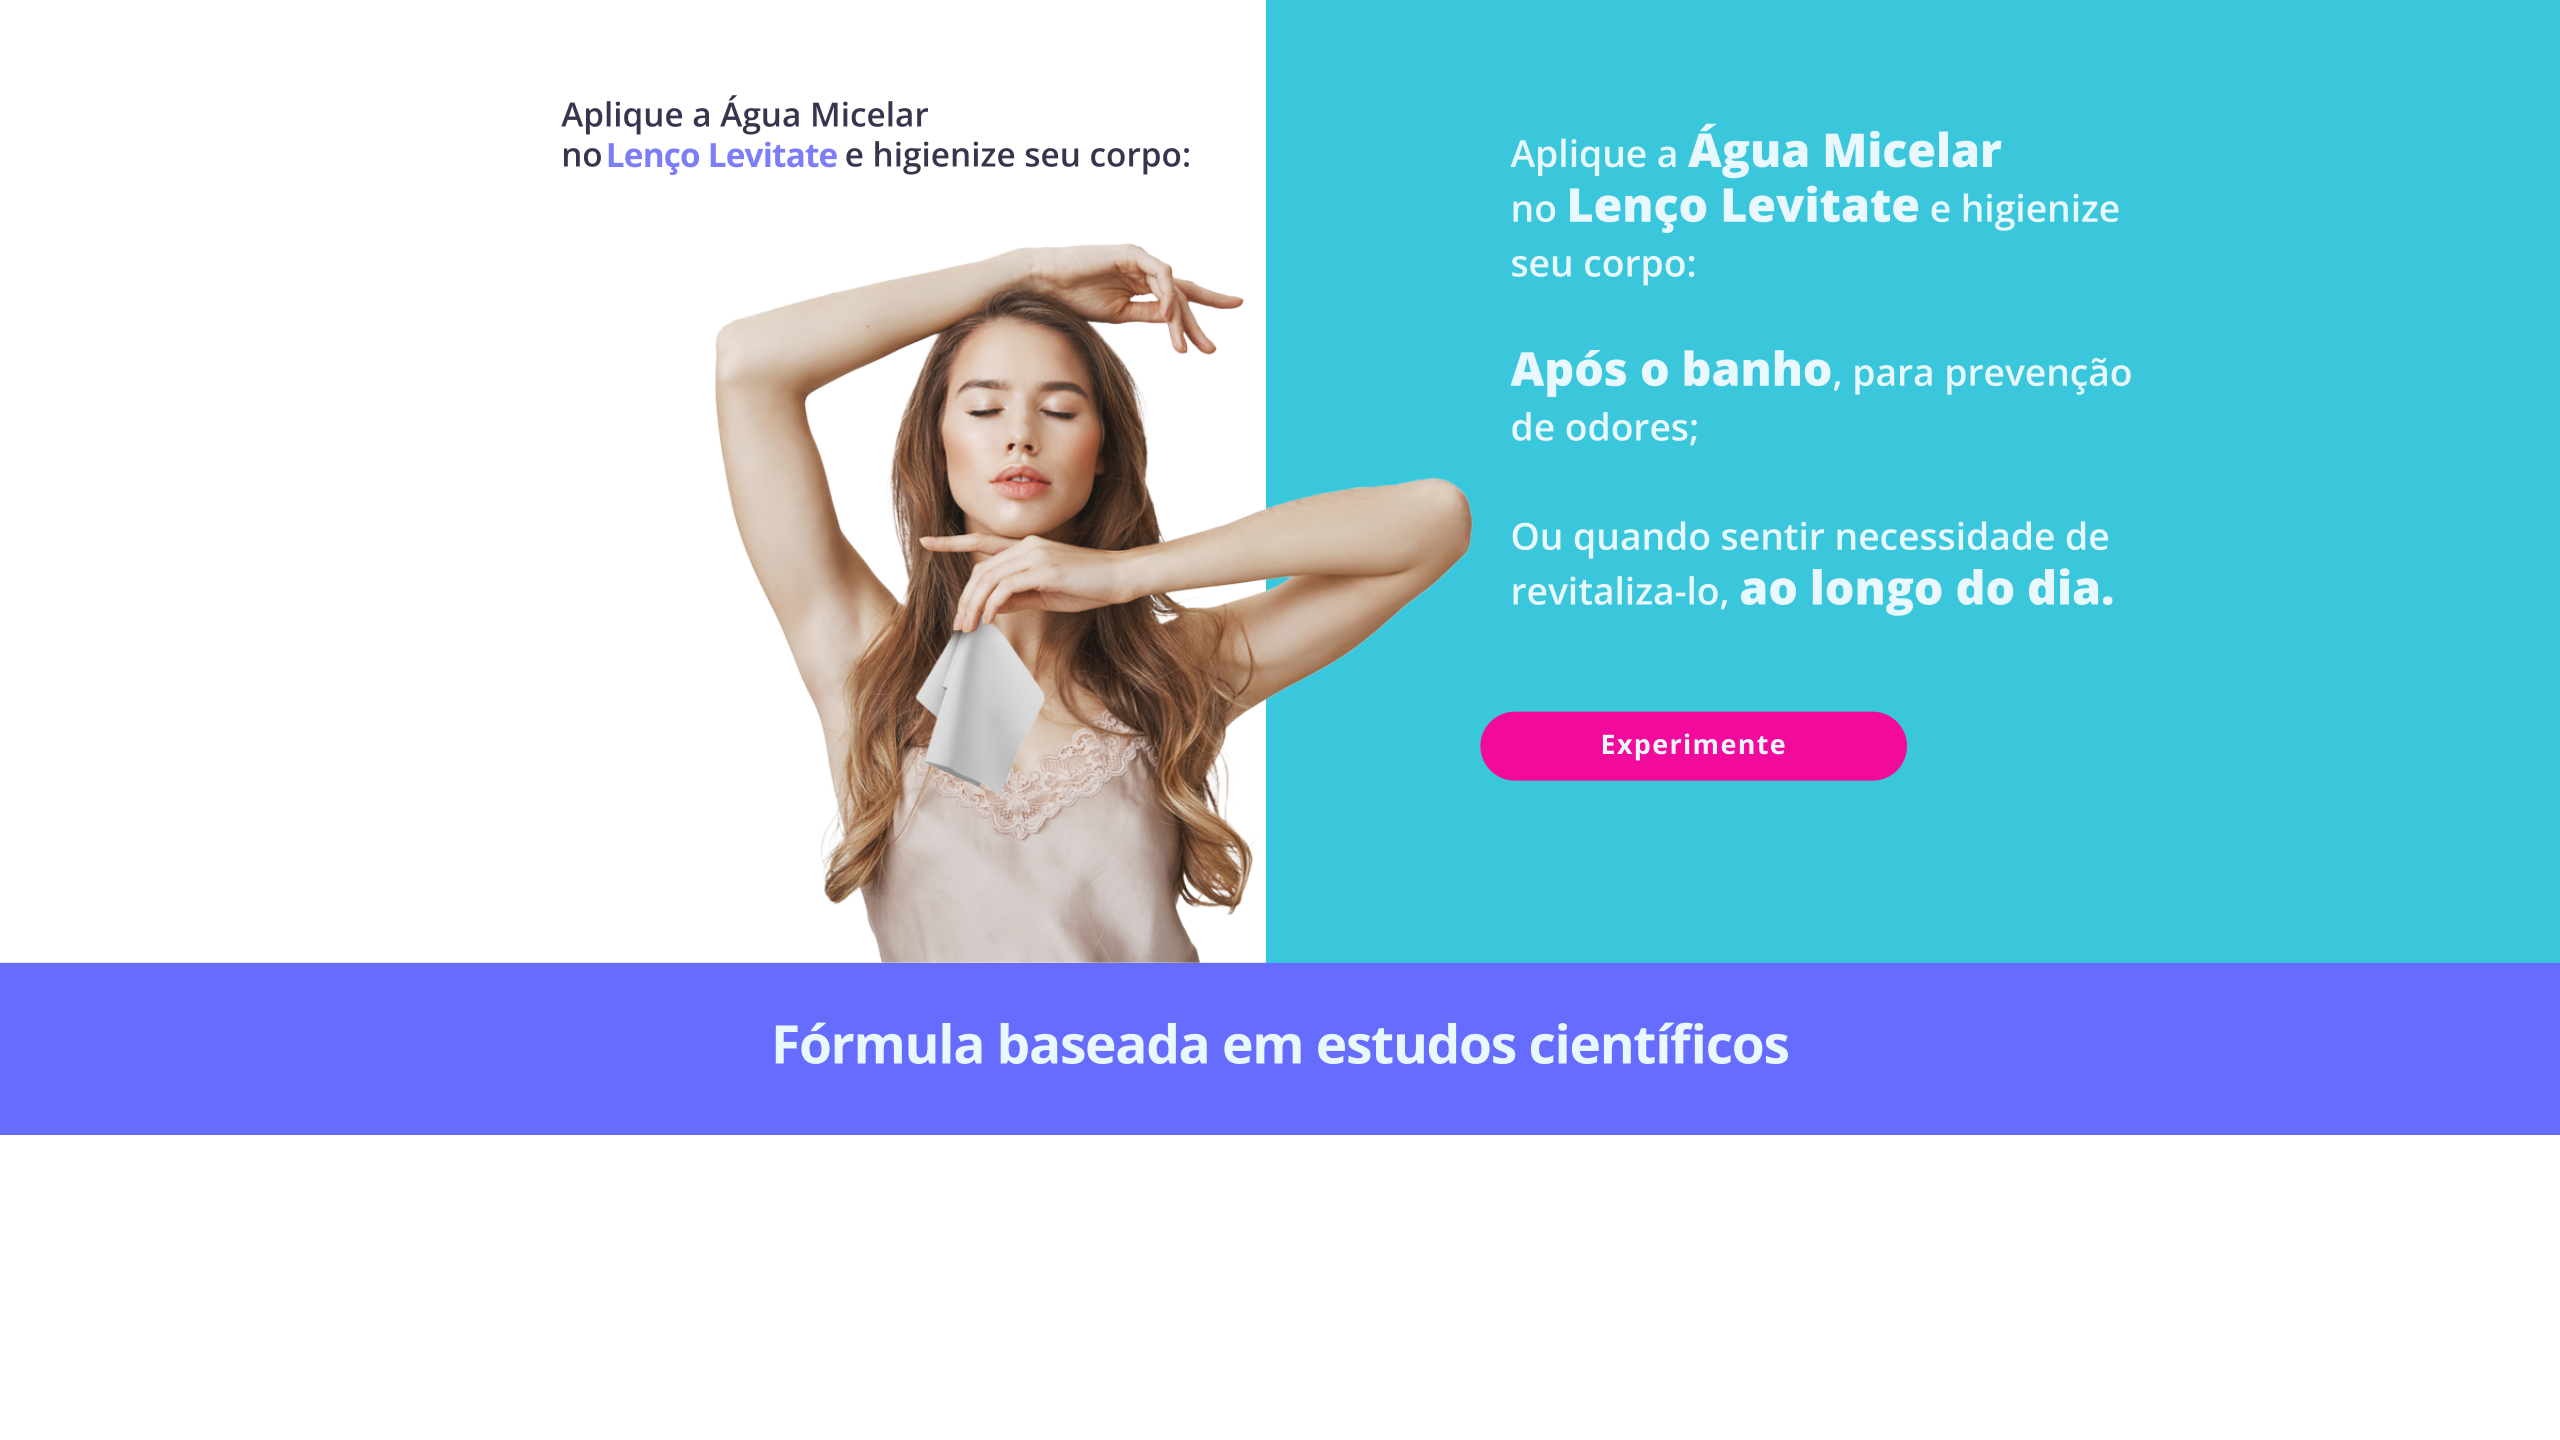 Aplique a Água Micelar
no Lenço Levitate e higienize seu corpo:
Aplique a Água Micelar
no Lenço Levitate e higienize
seu corpo:
Após o banho, para prevenção
de odores;
Ou quando sentir necessidade de
revitaliza-lo, ao longo do dia.
Experimente
Fórmula baseada em estudos científicos